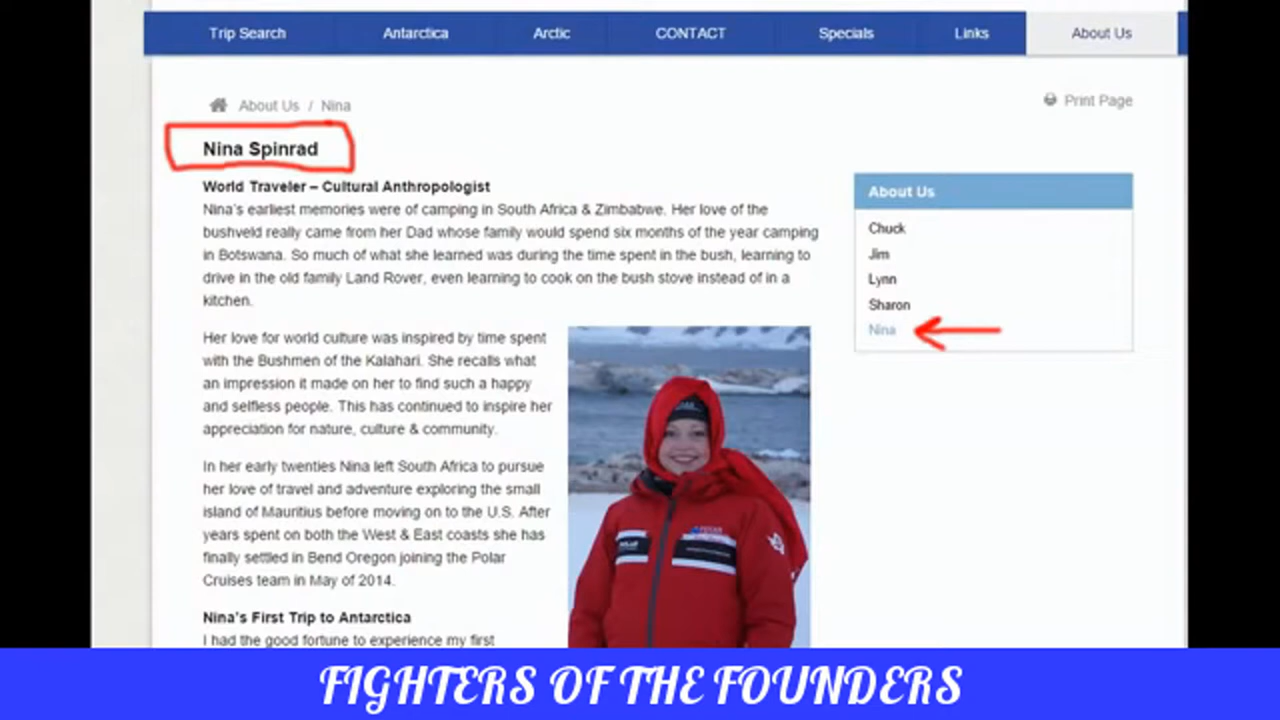 Trip Search Antarctica Arctic CONTACT Specials Links About Us
About Us / Nina
Print Page
Nina Spinrad
World Traveler – Cultural Anthropologist
Nina's earliest memories were of camping in South Africa & Zimbabwe. Her love of the
bushveld really came from her Dad whose family would spend six months of the year camping
in Botswana. So much of what she learned was during the time spent in the bush, learning to
drive in the old family Land Rover, even learning to cook on the bush stove instead of in a
kitchen.
Her love for world culture was inspired by time spent
with the Bushmen of the Kalahari. She recalls what
an impression it made on her to find such a happy
and selfless people. This has continued to inspire her
appreciation for nature, culture & community.
In her early twenties Nina left South Africa to pursue
her love of travel and adventure exploring the small
island of Mauritius before moving on to the U.S. After
years spent on both the West & East coasts she has
finally settled in Bend Oregon joining the Polar
Cruises team in May of 2014.
Nina's First Trip to Antarctica
I had the good fortune to experience my first
About Us
Chuck
Jim
Lynn
Sharon
Nina
FIGHTERS OF THE FOUNDERS